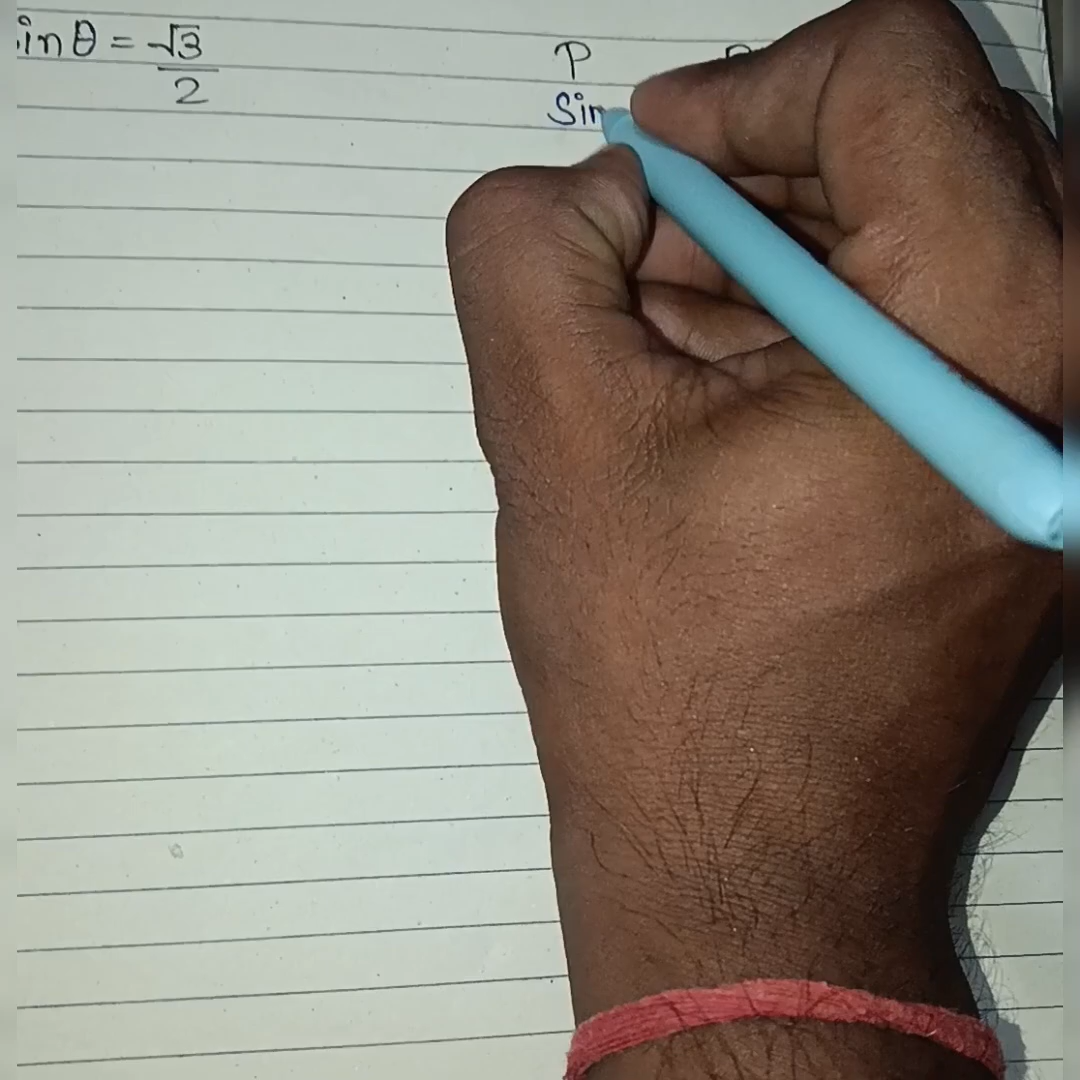 inθ = √3/2
P
Sin